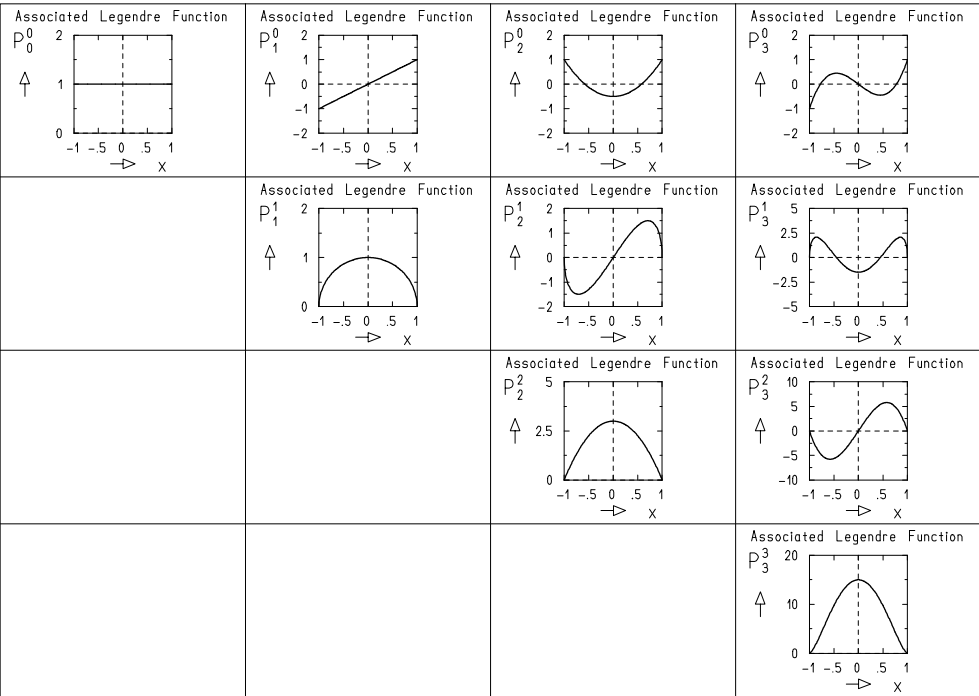 Associated Legendre Function
P⁰₀
2
1
0
-1 -.5 0 .5 1
X
Associated Legendre Function
P⁰₁
2
1
0
-1
-2
-1 -.5 0 .5 1
X
Associated Legendre Function
P⁰₂
2
1
0
-1
-2
-1 -.5 0 .5 1
X
Associated Legendre Function
P⁰₃
2
1
0
-1
-2
-1 -.5 0 .5 1
X
Associated Legendre Function
P¹₁
2
1
0
-1 -.5 0 .5 1
X
Associated Legendre Function
P¹₂
2
1
0
-1
-2
-1 -.5 0 .5 1
X
Associated Legendre Function
P¹₃
5
2.5
0
-2.5
-5
-1 -.5 0 .5 1
X
Associated Legendre Function
P²₂
5
2.5
0
-1 -.5 0 .5 1
X
Associated Legendre Function
P²₃
10
5
0
-5
-10
-1 -.5 0 .5 1
X
Associated Legendre Function
P³₃
20
10
0
-1 -.5 0 .5 1
X